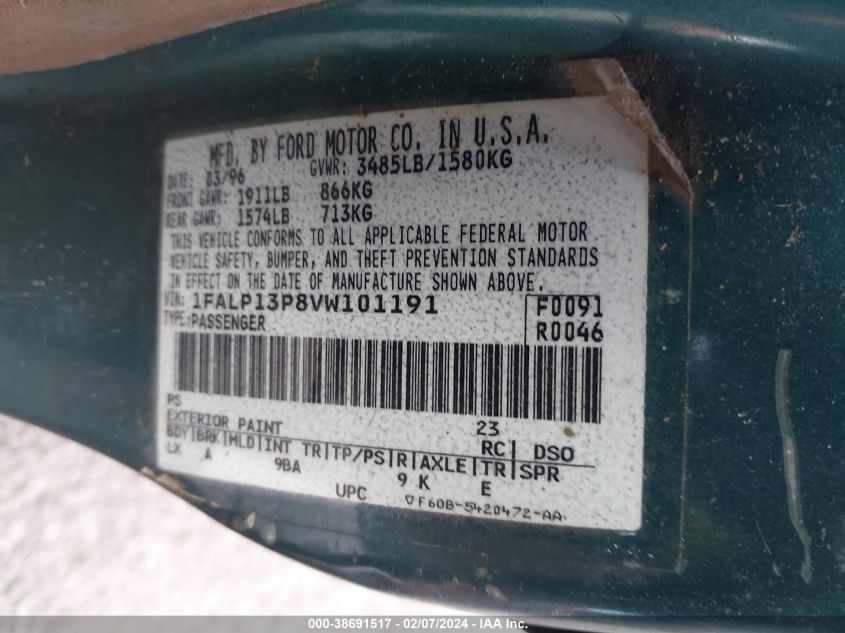 MFD. BY FORD MOTOR CO. IN U.S.A.
DATE: 03/96 GVWR: 3485LB/1580KG
FRONT GAWR: 1911LB 866KG
REAR GAWR: 1574LB 713KG
THIS VEHICLE CONFORMS TO ALL APPLICABLE FEDERAL MOTOR
VEHICLE SAFETY, BUMPER, AND THEFT PREVENTION STANDARDS
IN EFFECT ON THE DATE OF MANUFACTURE SHOWN ABOVE.
VIN: 1FALP13P8VW101191 F0091
TYPE: PASSENGER R0046
PS
EXTERIOR PAINT 23 RC DSO
BDY BRK MLD INT TR TP/PS R AXLE TR SPR
LK A 9BA 9 K E
UPC ▽F60B-5420472-AA
000-38691517 - 02/07/2024 - IAA Inc.